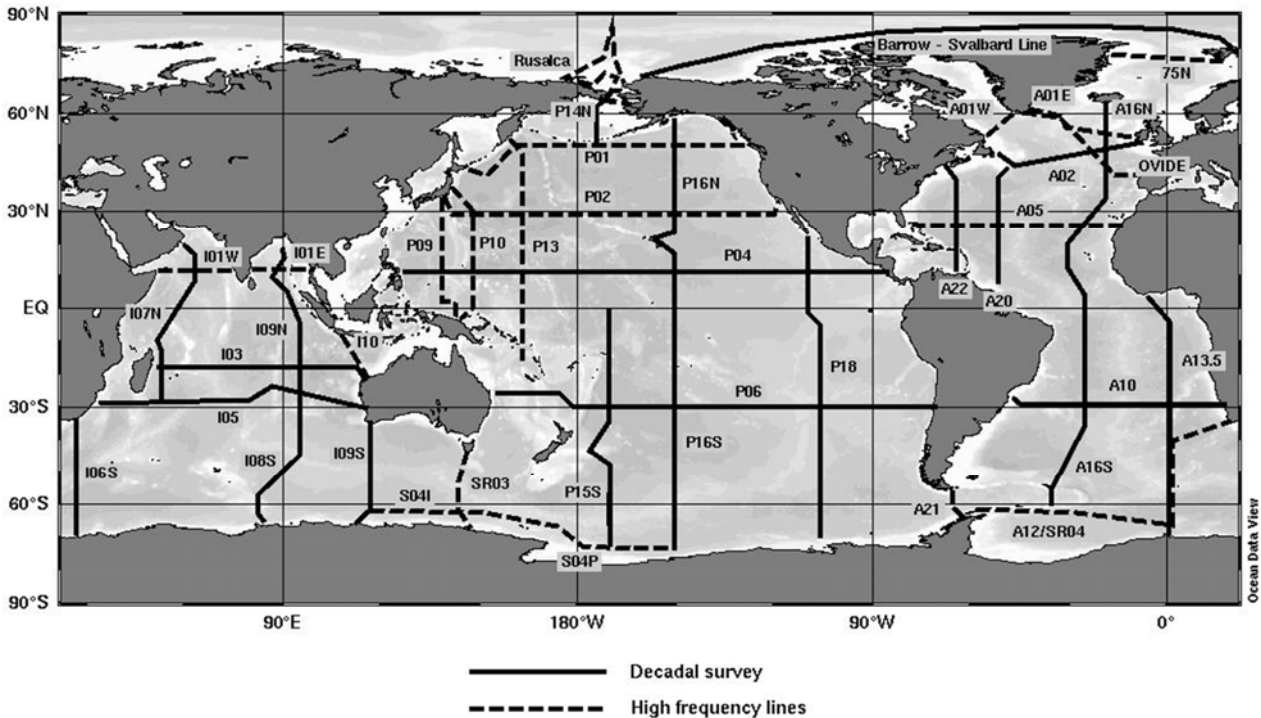 90°N
Barrow - Svalbard Line
Rusalca
75N
A01E
A01W
A16N
60°N
P14N
P01
OVIDE
A02
P16N
P02
30°N
A05
I01W
I01E
P09
P10
P13
P04
A22
A20
EQ
I07N
I09N
I10
I03
A13.5
P18
A10
P06
30°S
I05
P16S
I06S
I08S
I09S
A16S
SR03
P15S
S04I
60°S
A21
A12/SR04
S04P
90°S
90°E
180°W
90°W
0°
Ocean Data View
Decadal survey
High frequency lines